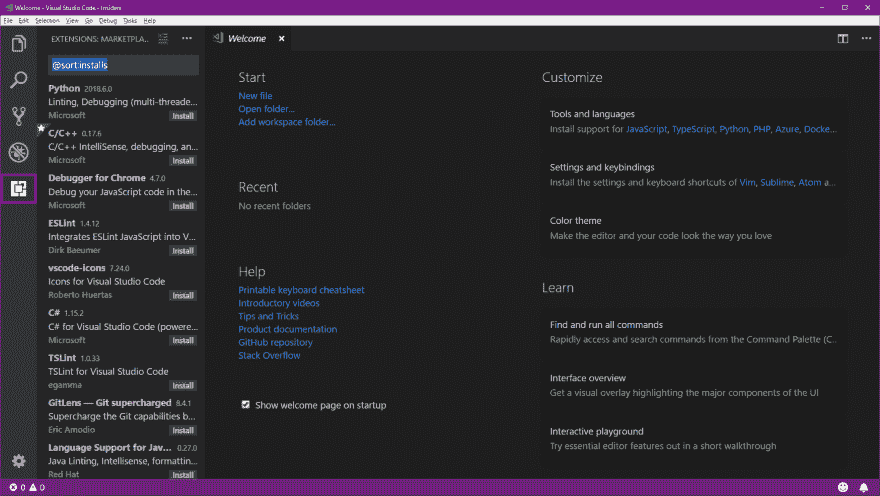 Welcome - Visual Studio Code - Insiders
File Edit Selection View Go Debug Tasks Help
EXTENSIONS: MARKETPLA...
Welcome
@sort:installs
Python 2018.6.0
Linting, Debugging (multi-threade...
Microsoft Install
C/C++ 0.17.6
C/C++ IntelliSense, debugging, an...
Microsoft Install
Debugger for Chrome 4.7.0
Debug your JavaScript code in the...
Microsoft Install
ESLint 1.4.12
Integrates ESLint JavaScript into V...
Dirk Baeumer Install
vscode-icons 7.24.0
Icons for Visual Studio Code
Roberto Huertas Install
C# 1.15.2
C# for Visual Studio Code (powere...
Microsoft Install
TSLint 1.0.33
TSLint for Visual Studio Code
egamma Install
GitLens — Git supercharged 8.4.1
Supercharge the Git capabilities b...
Eric Amodio Install
Language Support for Jav... 0.27.0
Java Linting, Intellisense, formattin...
Red Hat Install
Start
New file
Open folder...
Add workspace folder...
Recent
No recent folders
Help
Printable keyboard cheatsheet
Introductory videos
Tips and Tricks
Product documentation
GitHub repository
Stack Overflow
Show welcome page on startup
Customize
Tools and languages
Install support for JavaScript, TypeScript, Python, PHP, Azure, Docke...
Settings and keybindings
Install the settings and keyboard shortcuts of Vim, Sublime, Atom a...
Color theme
Make the editor and your code look the way you love
Learn
Find and run all commands
Rapidly access and search commands from the Command Palette (C...
Interface overview
Get a visual overlay highlighting the major components of the UI
Interactive playground
Try essential editor features out in a short walkthrough
0 0